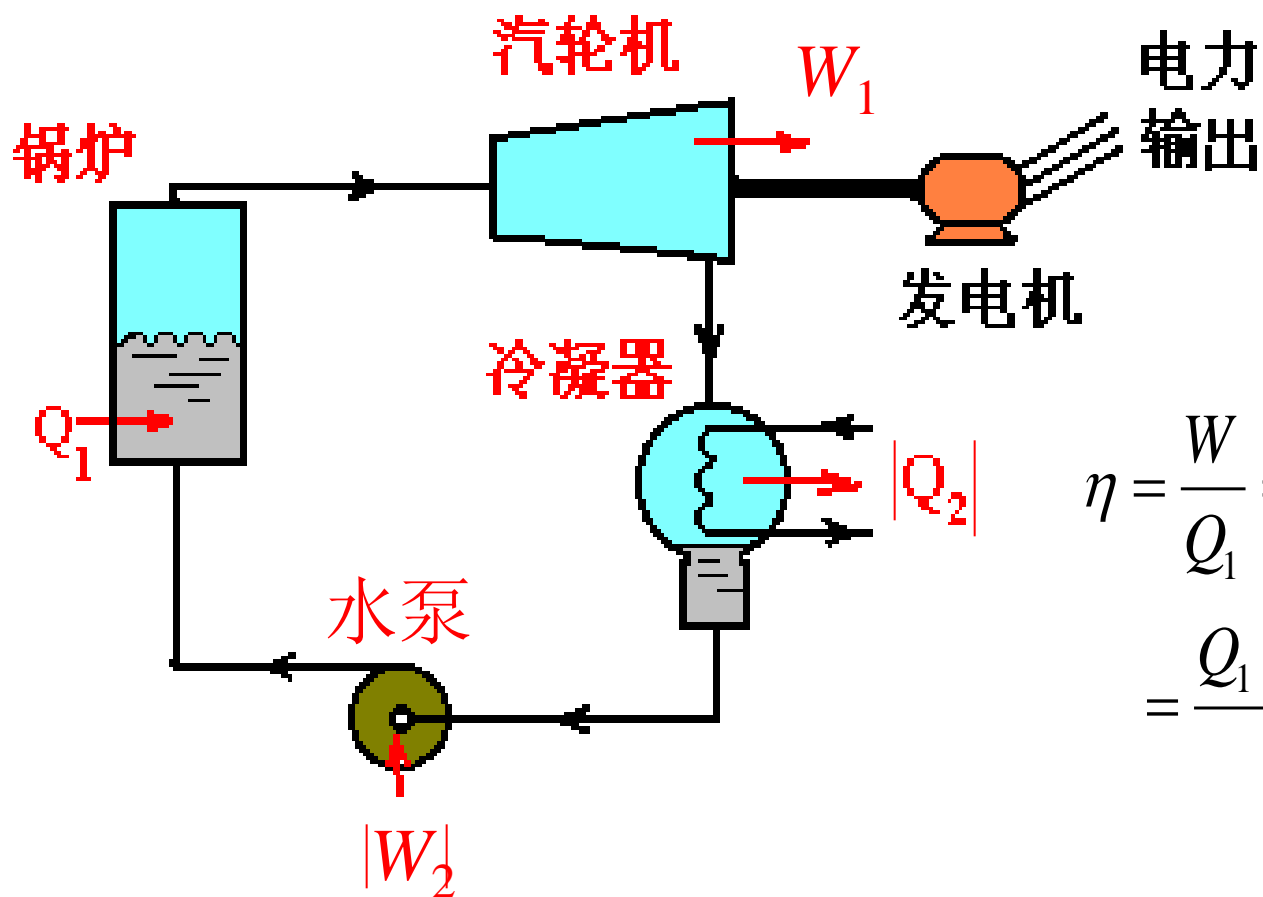 汽轮机
W₁
电力
输出
锅炉
发电机
冷凝器
Q₁
|Q₂|
η = W/Q₁ =
= Q₁
水泵
|W₂|